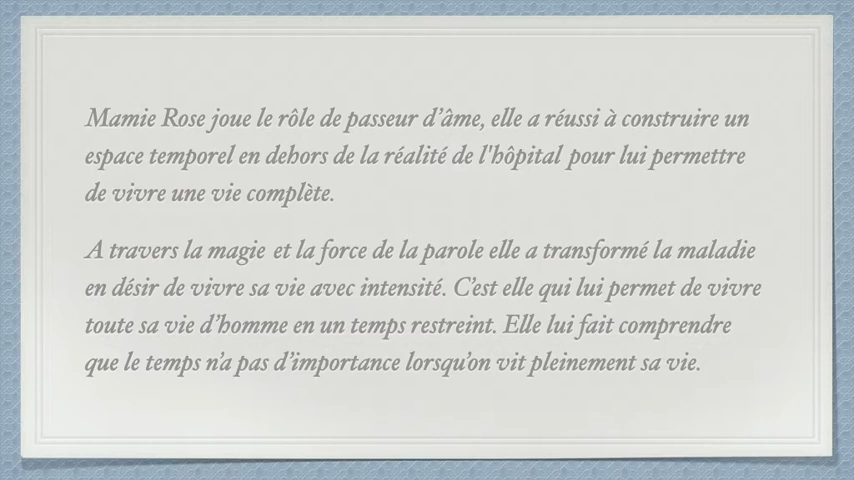 Mamie Rose joue le rôle de passeur d’âme, elle a réussi à construire un
espace temporel en dehors de la réalité de l'hôpital pour lui permettre
de vivre une vie complète.
A travers la magie et la force de la parole elle a transformé la maladie
en désir de vivre sa vie avec intensité. C’est elle qui lui permet de vivre
toute sa vie d’homme en un temps restreint. Elle lui fait comprendre
que le temps n’a pas d’importance lorsqu’on vit pleinement sa vie.